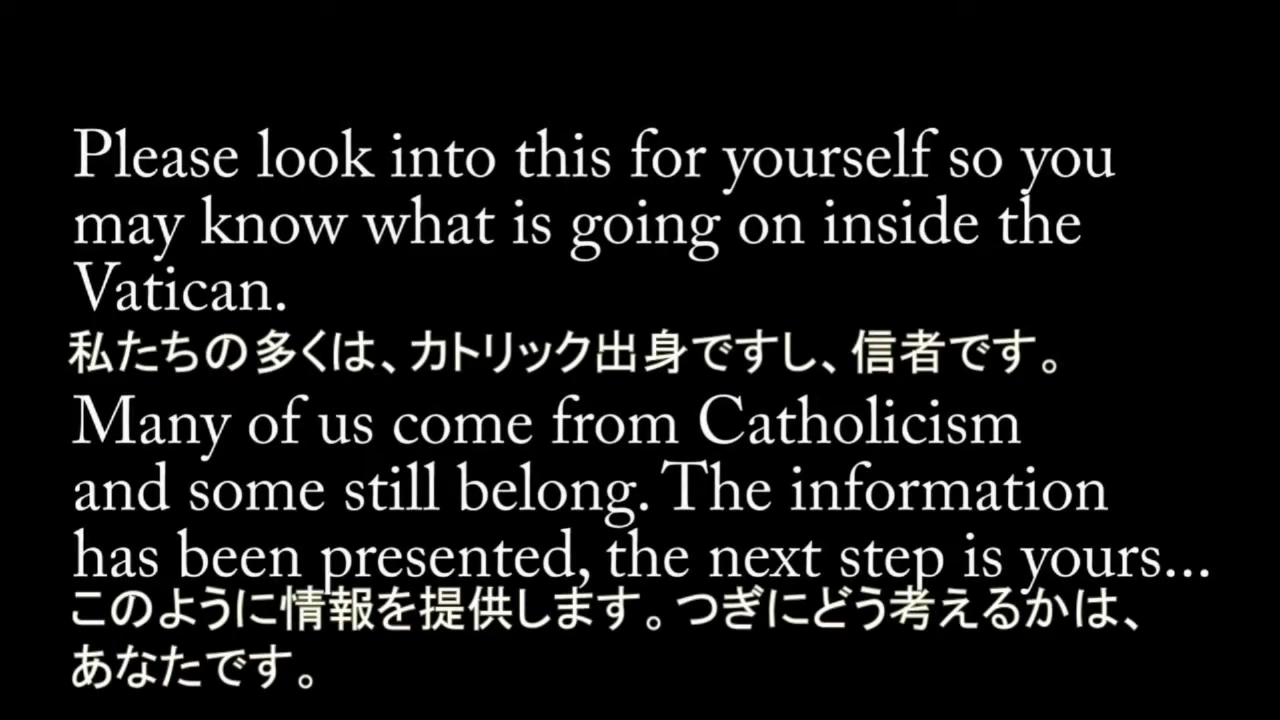 Please look into this for yourself so you
may know what is going on inside the
Vatican.
私たちの多くは、カトリック出身ですし、信者です。
Many of us come from Catholicism
and some still belong. The information
has been presented, the next step is yours...
このように情報を提供します。つぎにどう考えるかは、
あなたです。